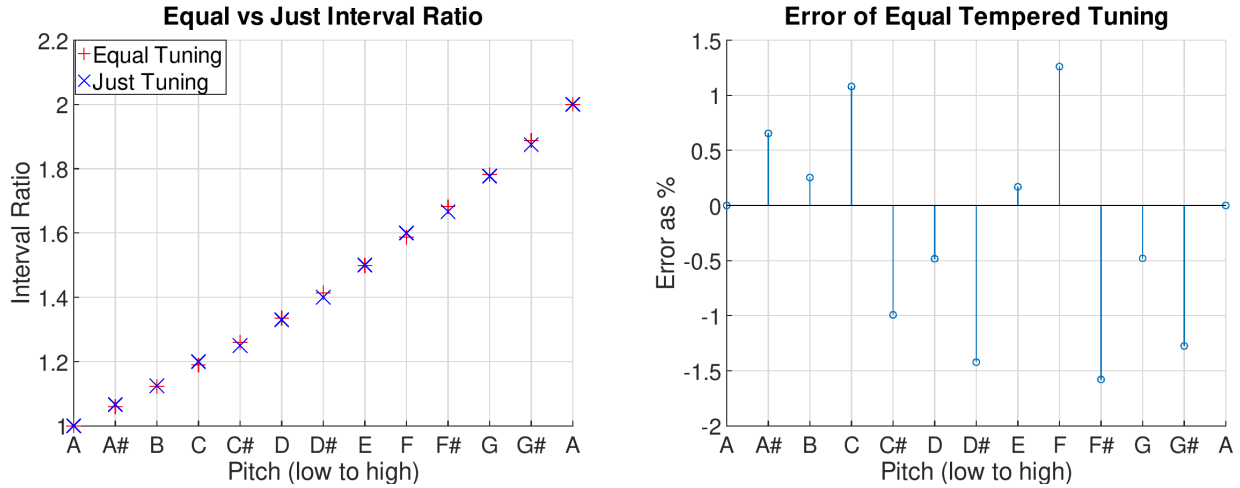 Equal vs Just Interval Ratio
2.2
2
1.8
1.6
1.4
1.2
1
Interval Ratio
+ Equal Tuning
× Just Tuning
A A# B C C# D D# E F F# G G# A
Pitch (low to high)
Error of Equal Tempered Tuning
1.5
1
0.5
0
-0.5
-1
-1.5
-2
Error as %
A A# B C C# D D# E F F# G G# A
Pitch (low to high)